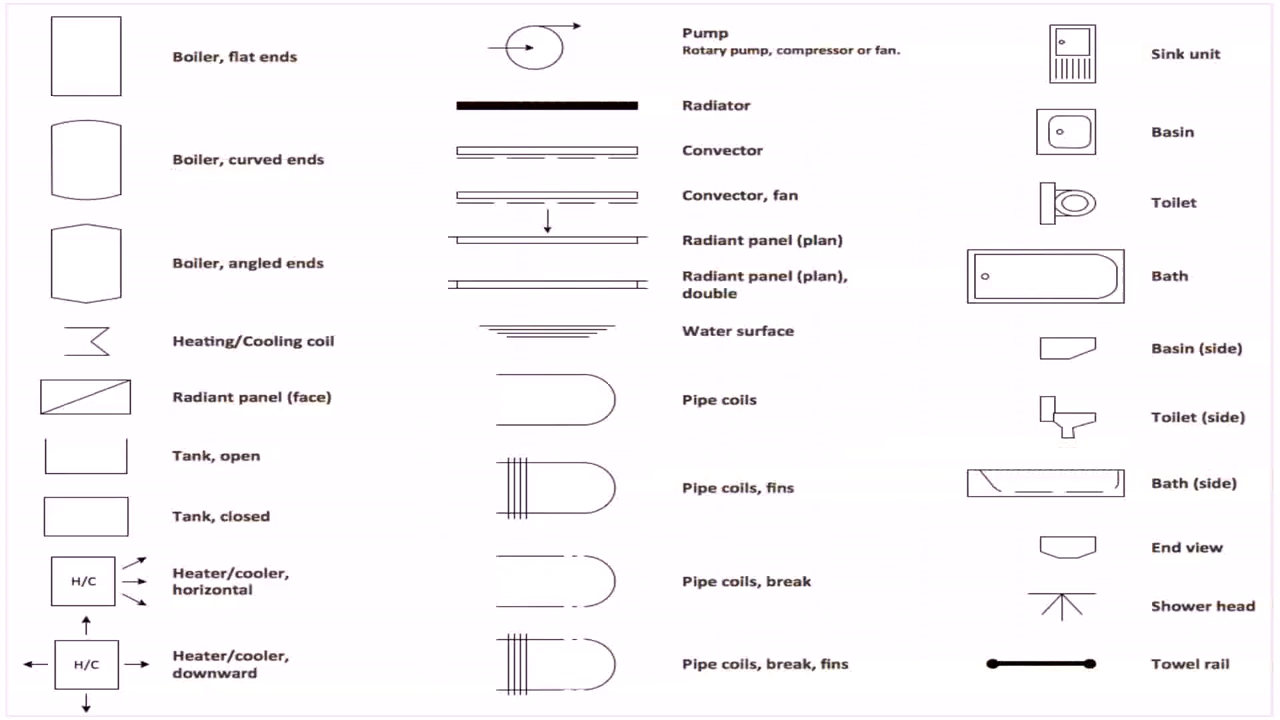 Boiler, flat ends
Boiler, curved ends
Boiler, angled ends
Heating/Cooling coil
Radiant panel (face)
Tank, open
Tank, closed
H/C
Heater/cooler,
horizontal
H/C
Heater/cooler,
downward
Pump
Rotary pump, compressor or fan.
Radiator
Convector
Convector, fan
Radiant panel (plan)
Radiant panel (plan),
double
Water surface
Pipe coils
Pipe coils, fins
Pipe coils, break
Pipe coils, break, fins
Sink unit
Basin
Toilet
Bath
Basin (side)
Toilet (side)
Bath (side)
End view
Shower head
Towel rail